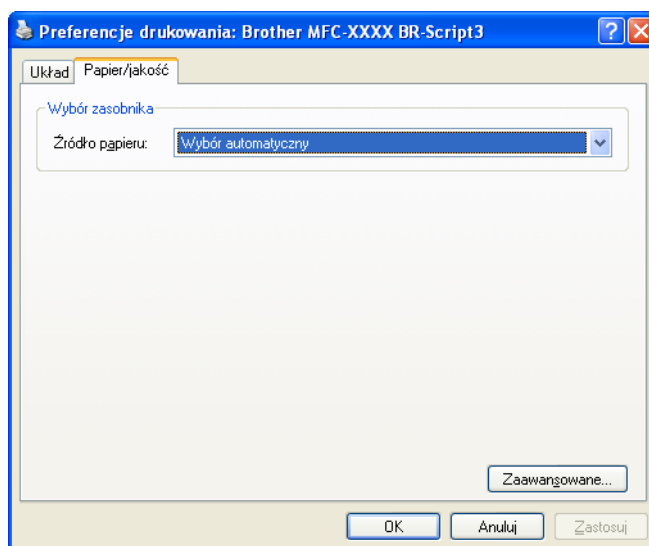 Preferencje drukowania: Brother MFC-XXXX BR-Script3
Układ Papier/jakość
Wybór zasobnika
Źródło papieru: Wybór automatyczny
Zaawansowane...
OK Anuluj Zastosuj